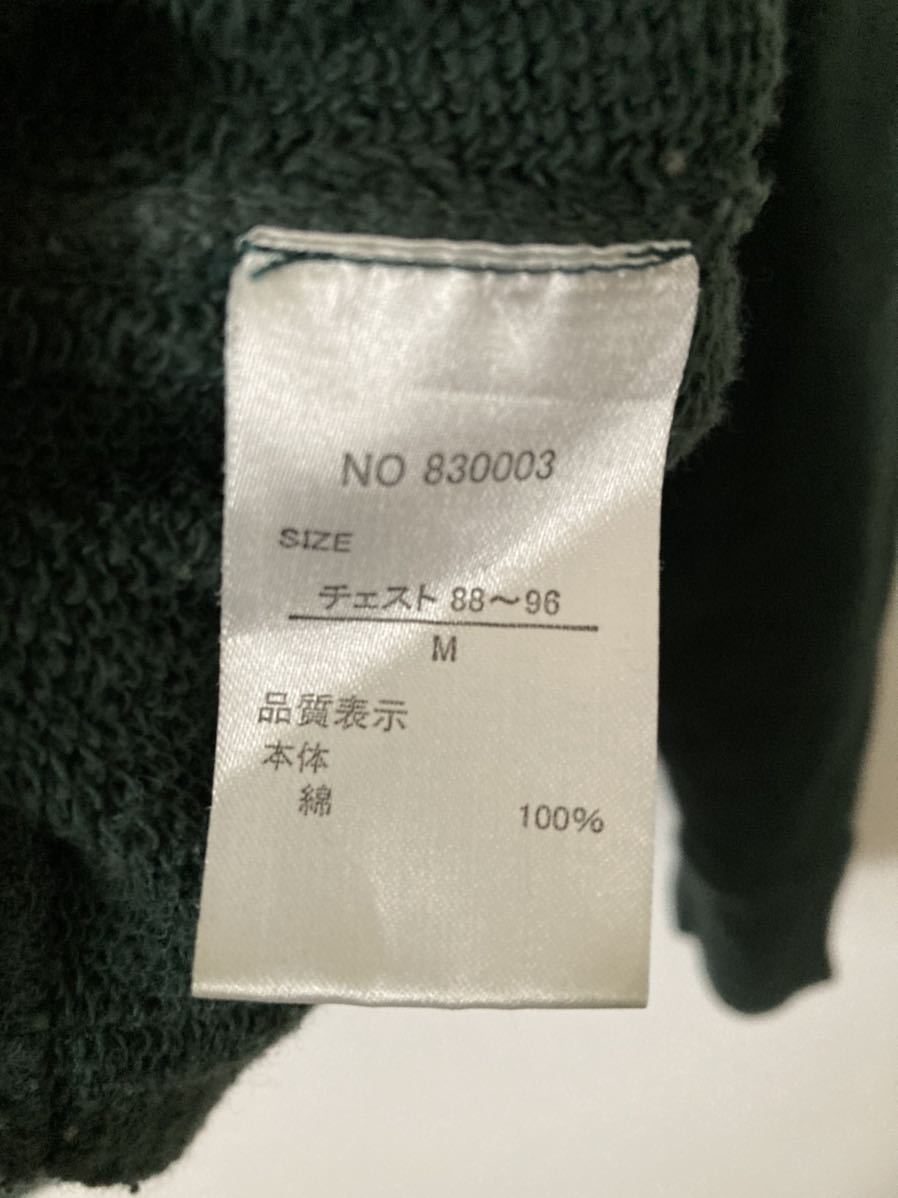 NO 830003
SIZE
チェスト 88〜96
M
品質表示
本体
綿 100%